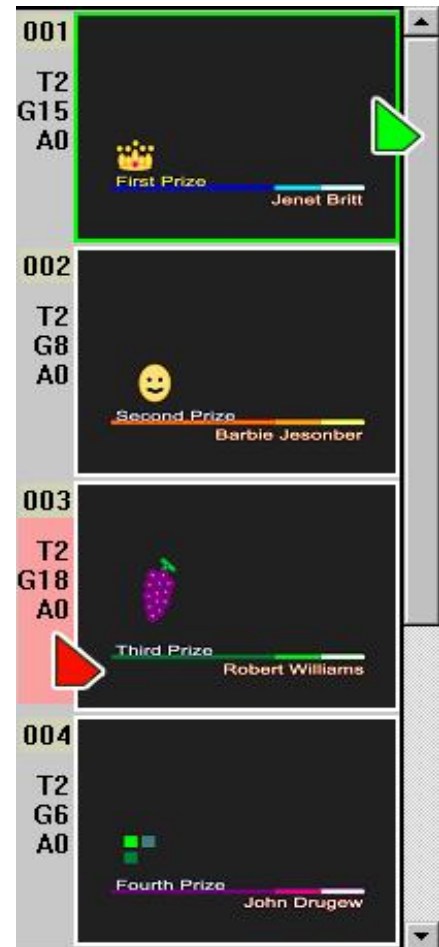 001
T2
G15
A0
First Prize
Jenet Britt
002
T2
G8
A0
Second Prize
Barbie Jesonber
003
T2
G18
A0
Third Prize
Robert Williams
004
T2
G6
A0
Fourth Prize
John Drugew